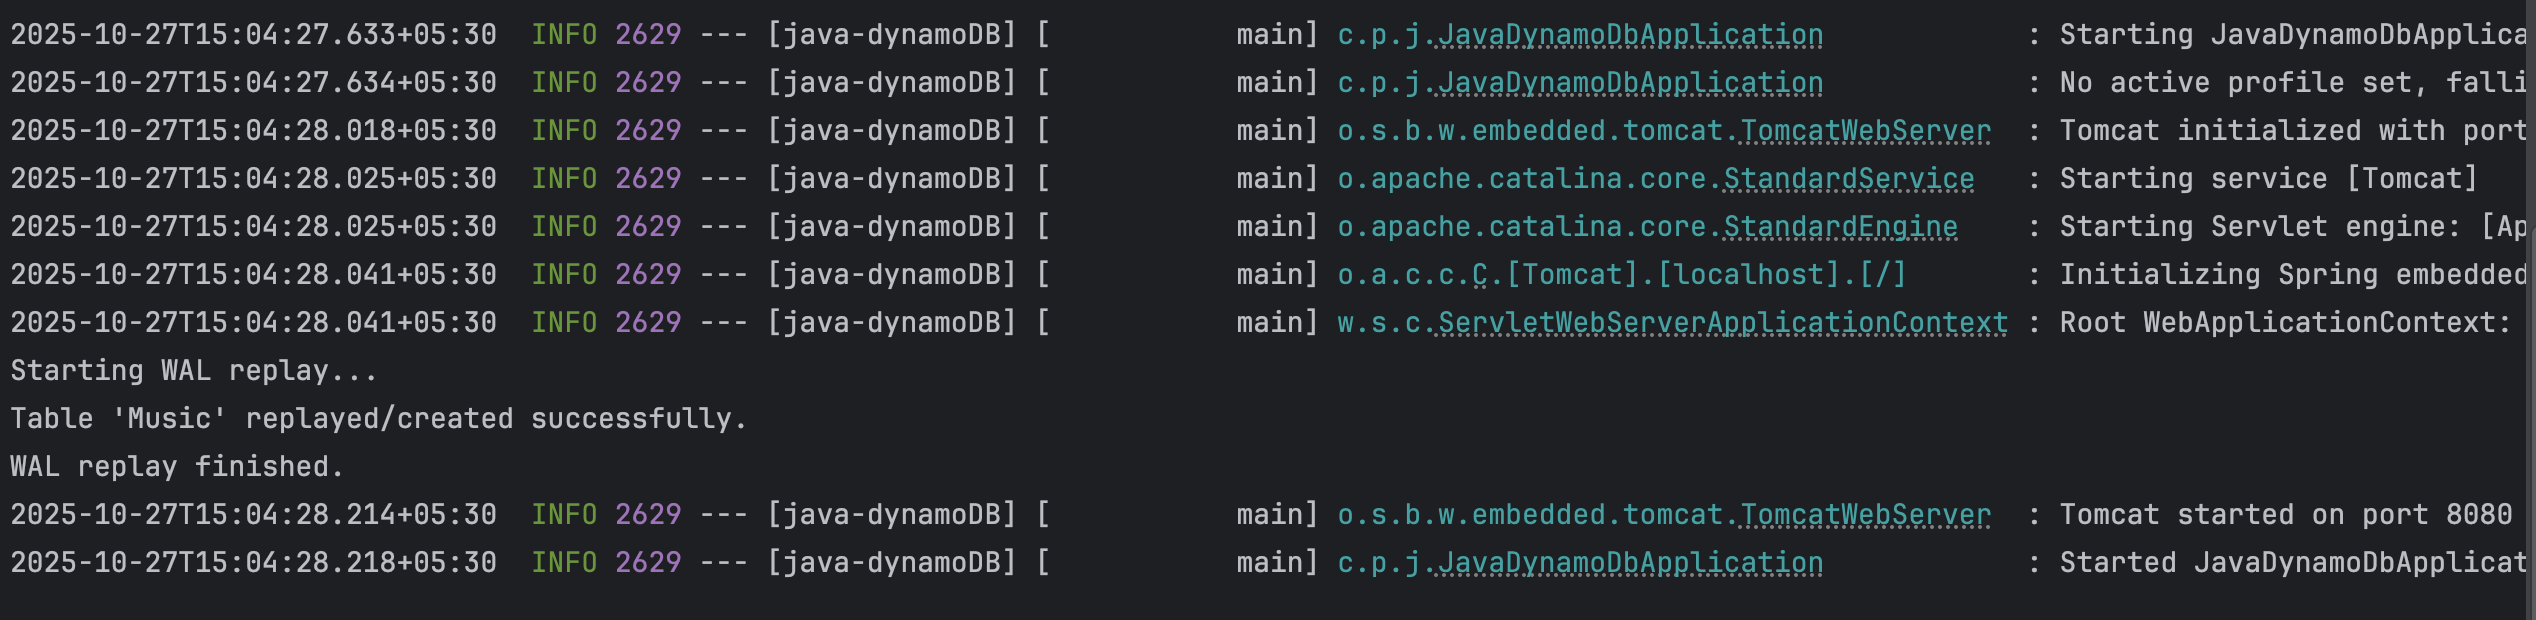 2025-10-27T15:04:27.633+05:30  INFO 2629 --- [java-dynamoDB] [           main] c.p.j.JavaDynamoDbApplication            : Starting JavaDynamoDbApplica
2025-10-27T15:04:27.634+05:30  INFO 2629 --- [java-dynamoDB] [           main] c.p.j.JavaDynamoDbApplication            : No active profile set, falli
2025-10-27T15:04:28.018+05:30  INFO 2629 --- [java-dynamoDB] [           main] o.s.b.w.embedded.tomcat.TomcatWebServer  : Tomcat initialized with port
2025-10-27T15:04:28.025+05:30  INFO 2629 --- [java-dynamoDB] [           main] o.apache.catalina.core.StandardService   : Starting service [Tomcat]
2025-10-27T15:04:28.025+05:30  INFO 2629 --- [java-dynamoDB] [           main] o.apache.catalina.core.StandardEngine    : Starting Servlet engine: [Ap
2025-10-27T15:04:28.041+05:30  INFO 2629 --- [java-dynamoDB] [           main] o.a.c.c.C.[Tomcat].[localhost].[/]       : Initializing Spring embedded
2025-10-27T15:04:28.041+05:30  INFO 2629 --- [java-dynamoDB] [           main] w.s.c.ServletWebServerApplicationContext : Root WebApplicationContext:
Starting WAL replay...
Table 'Music' replayed/created successfully.
WAL replay finished.
2025-10-27T15:04:28.214+05:30  INFO 2629 --- [java-dynamoDB] [           main] o.s.b.w.embedded.tomcat.TomcatWebServer  : Tomcat started on port 8080
2025-10-27T15:04:28.218+05:30  INFO 2629 --- [java-dynamoDB] [           main] c.p.j.JavaDynamoDbApplication            : Started JavaDynamoDbApplicat